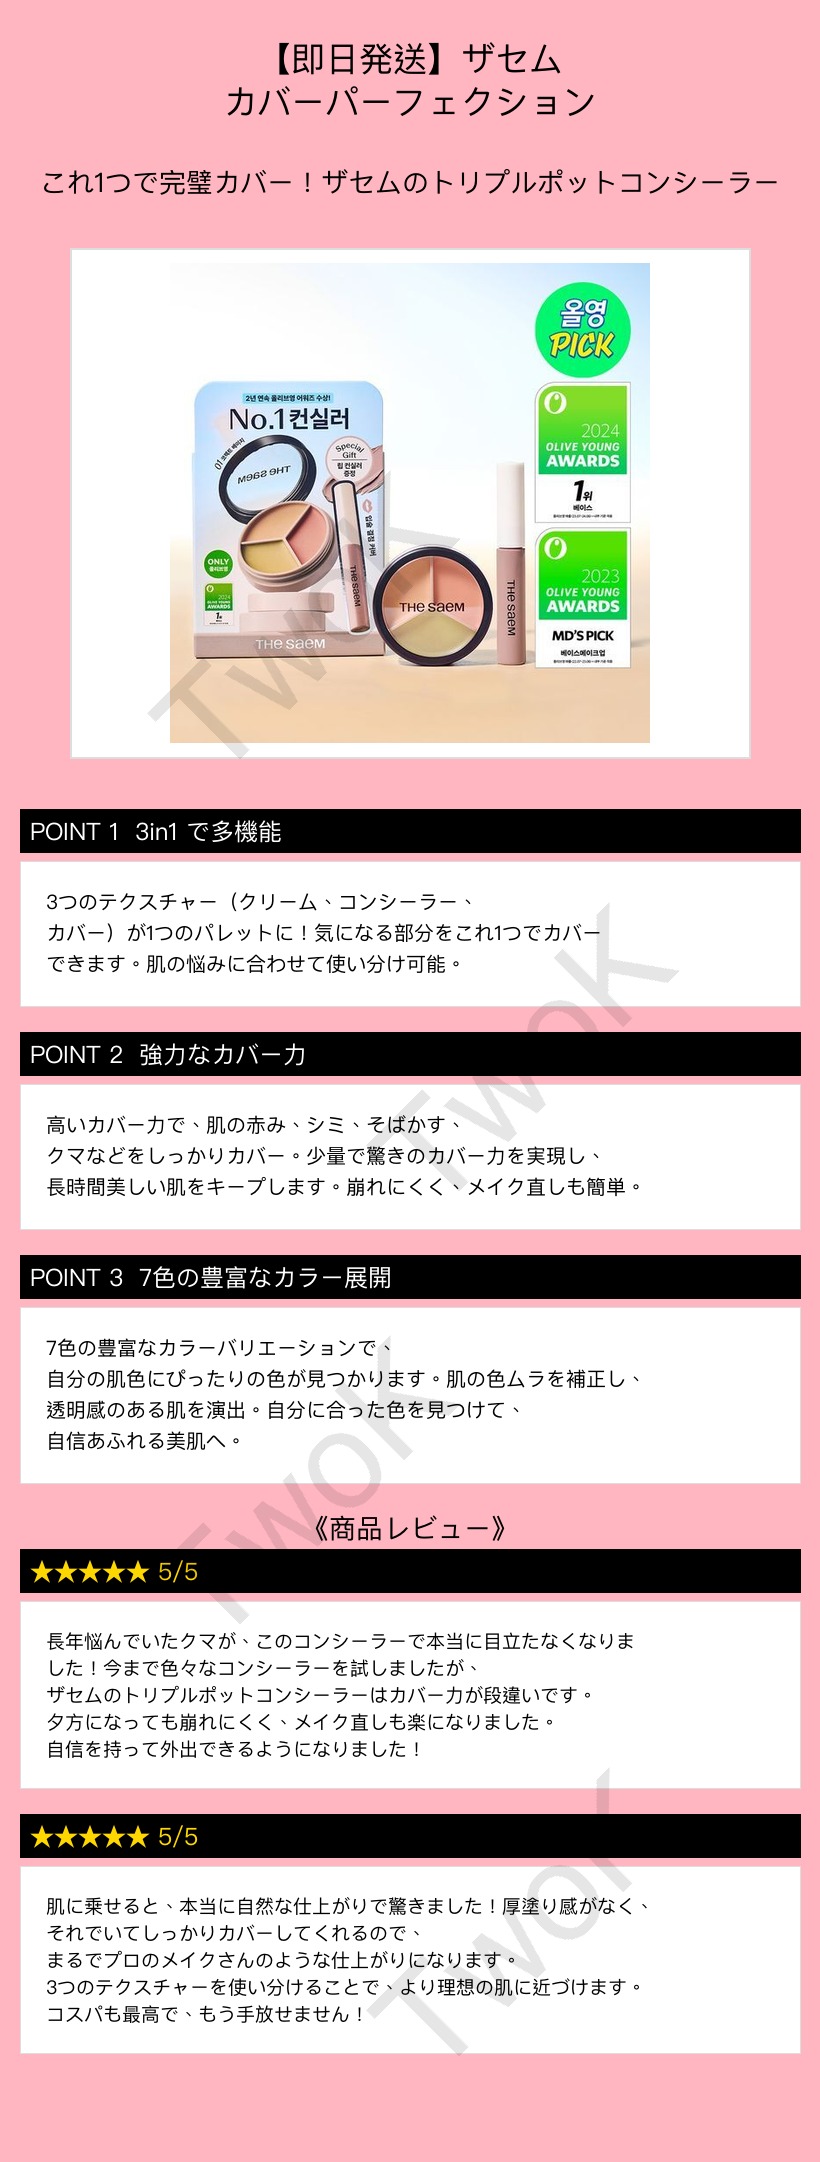 【即日発送】ザセム
カバーパーフェクション
これ1つで完璧カバー！ザセムのトリプルポットコンシーラー
올영
PICK
2024
OLIVE YOUNG
AWARDS
1위
베이스
2023
OLIVE YOUNG
AWARDS
MD'S PICK
베이스메이크업
2년 연속 올리브영 어워즈 수상!
No.1 컨실러
Special
Gift
립 컨실러
증정
THE SAEM
ONLY
올리브영
2024
OLIVE YOUNG
AWARDS
1위
THE SAEM
THE SAEM
THE SAEM
THE SAEM
TwoK
POINT 1 3in1 で多機能
3つのテクスチャー（クリーム、コンシーラー、
カバー）が1つのパレットに！気になる部分をこれ1つでカバー
できます。肌の悩みに合わせて使い分け可能。
TwoK
POINT 2 強力なカバー力
高いカバー力で、肌の赤み、シミ、そばかす、
クマなどをしっかりカバー。少量で驚きのカバー力を実現し、
長時間美しい肌をキープします。崩れにくく、メイク直しも簡単。
POINT 3 7色の豊富なカラー展開
7色の豊富なカラーバリエーションで、
自分の肌色にぴったりの色が見つかります。肌の色ムラを補正し、
透明感のある肌を演出。自分に合った色を見つけて、
自信あふれる美肌へ。
TwoK
《商品レビュー》
★★★★★ 5/5
長年悩んでいたクマが、このコンシーラーで本当に目立たなくなりま
した！今まで色々なコンシーラーを試しましたが、
ザセムのトリプルポットコンシーラーはカバー力が段違いです。
夕方になっても崩れにくく、メイク直しも楽になりました。
自信を持って外出できるようになりました！
★★★★★ 5/5
肌に乗せると、本当に自然な仕上がりで驚きました！厚塗り感がなく、
それでいてしっかりカバーしてくれるので、
まるでプロのメイクさんのような仕上がりになります。
3つのテクスチャーを使い分けることで、より理想の肌に近づけます。
コスパも最高で、もう手放せません！
TwoK